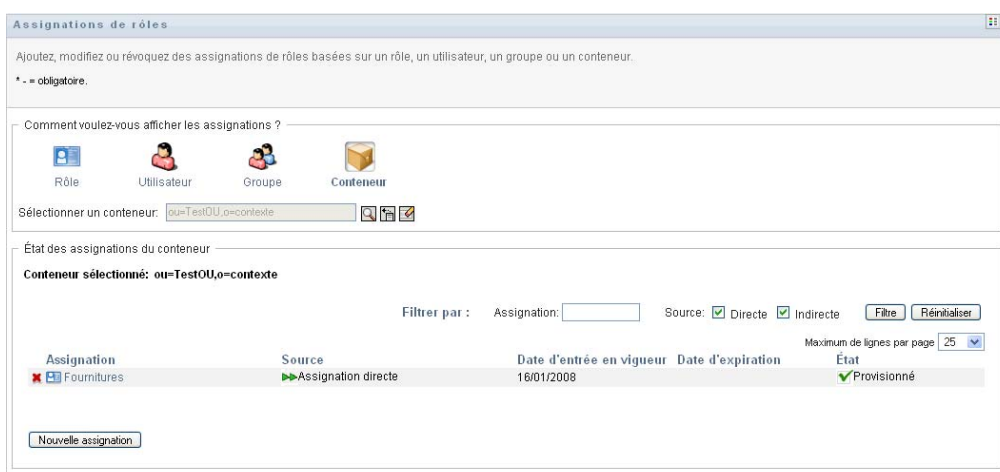 Assignations de rôles
Ajoutez, modifiez ou révoquez des assignations de rôles basées sur un rôle, un utilisateur, un groupe ou un conteneur.
* - = obligatoire.
Comment voulez-vous afficher les assignations ?
Rôle Utilisateur Groupe Conteneur
Sélectionner un conteneur: ou=TestOU,o=contexte
État des assignations du conteneur
Conteneur sélectionné: ou=TestOU,o=contexte
Filtrer par : Assignation: Source: Directe Indirecte Filtre Réinitialiser
Maximum de lignes par page 25
Assignation Source Date d'entrée en vigueur Date d'expiration État
Fournitures Assignation directe 16/01/2008 Provisionné
Nouvelle assignation